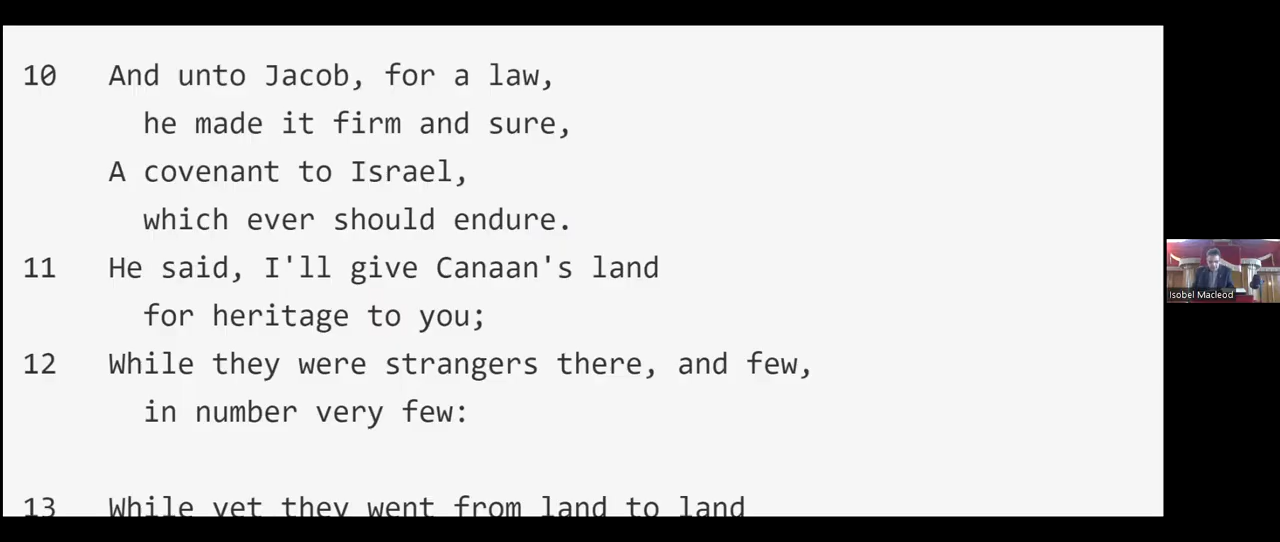 10 And unto Jacob, for a law,
he made it firm and sure,
A covenant to Israel,
which ever should endure.
11 He said, I'll give Canaan's land
for heritage to you;
12 While they were strangers there, and few,
in number very few:
13 While yet they went from land to land
Isobel Macleod